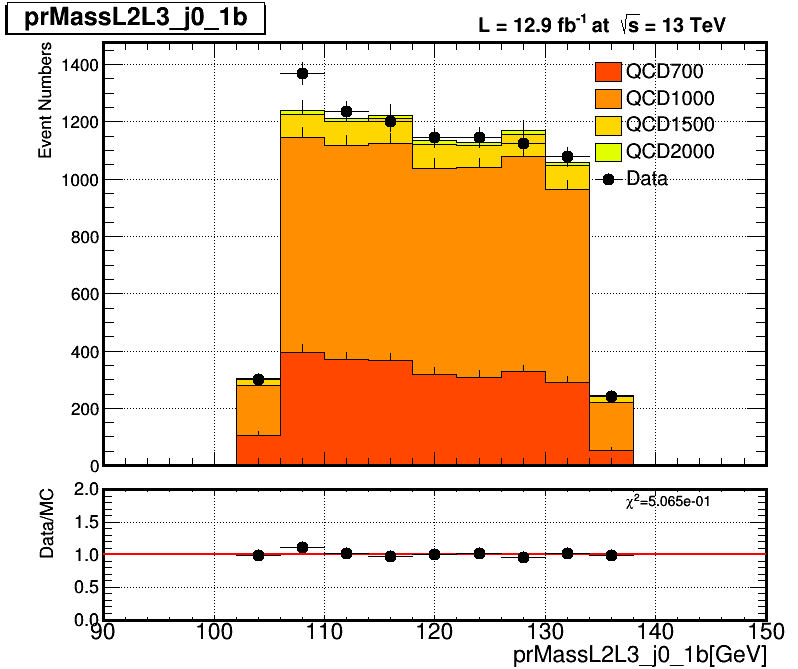 prMassL2L3_j0_1b
L = 12.9 fb⁻¹ at √s = 13 TeV
Event Numbers
1400
1200
1000
800
600
400
200
0
QCD700
QCD1000
QCD1500
QCD2000
Data
Data/MC
2.0
1.5
1.0
0.5
0.0
χ²=5.065e-01
90
100
110
120
130
140
150
prMassL2L3_j0_1b[GeV]